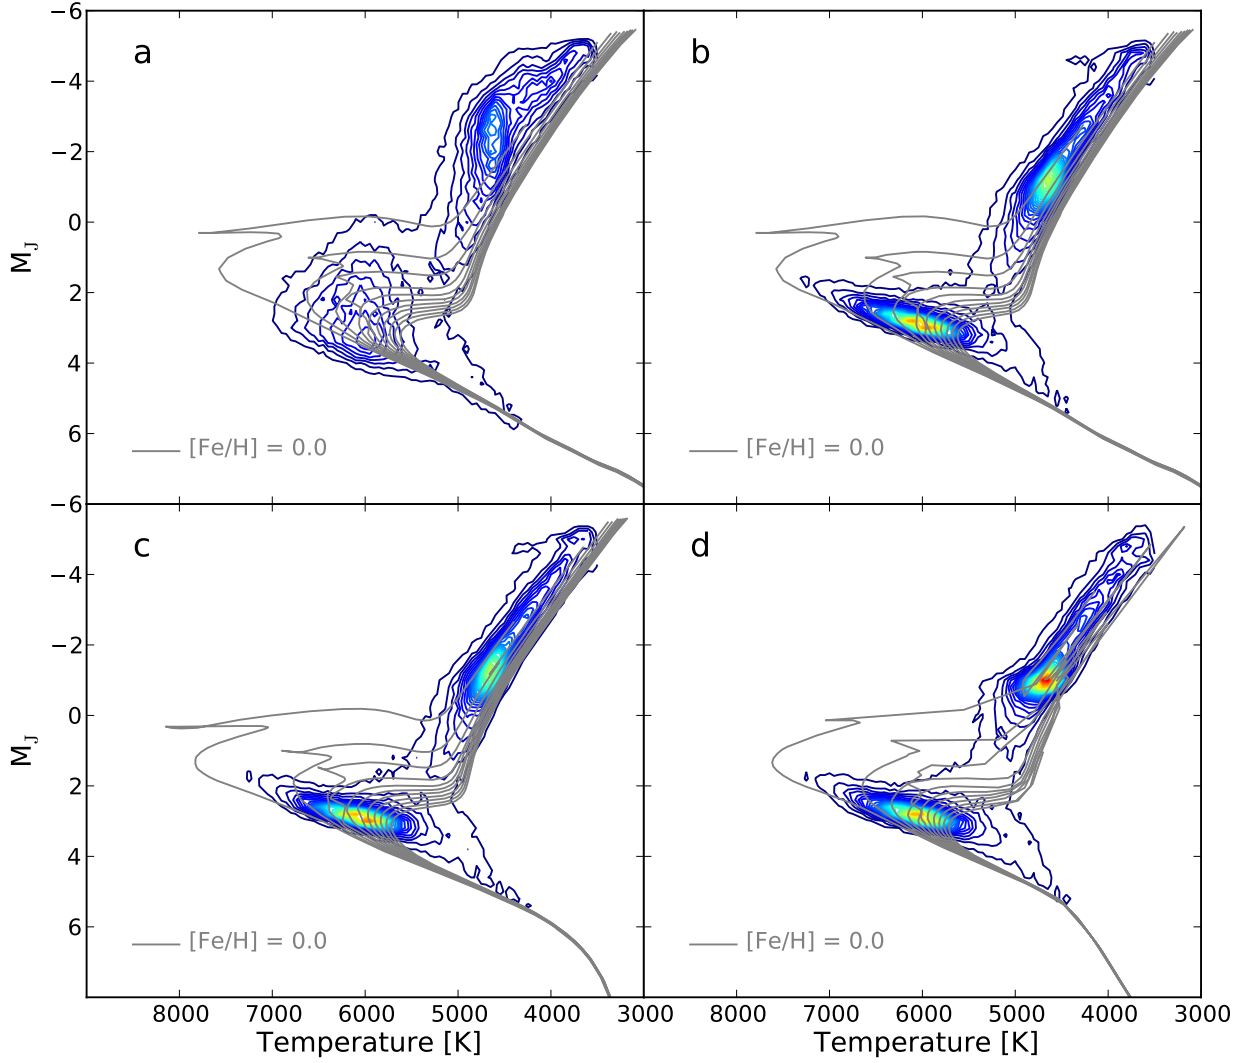 −6
a
b
−4
−2
0
M_J
2
4
6
[Fe/H] = 0.0
[Fe/H] = 0.0
−6
c
d
−4
−2
0
M_J
2
4
6
[Fe/H] = 0.0
[Fe/H] = 0.0
8000 7000 6000 5000 4000 3000 8000 7000 6000 5000 4000 3000
Temperature [K] Temperature [K]